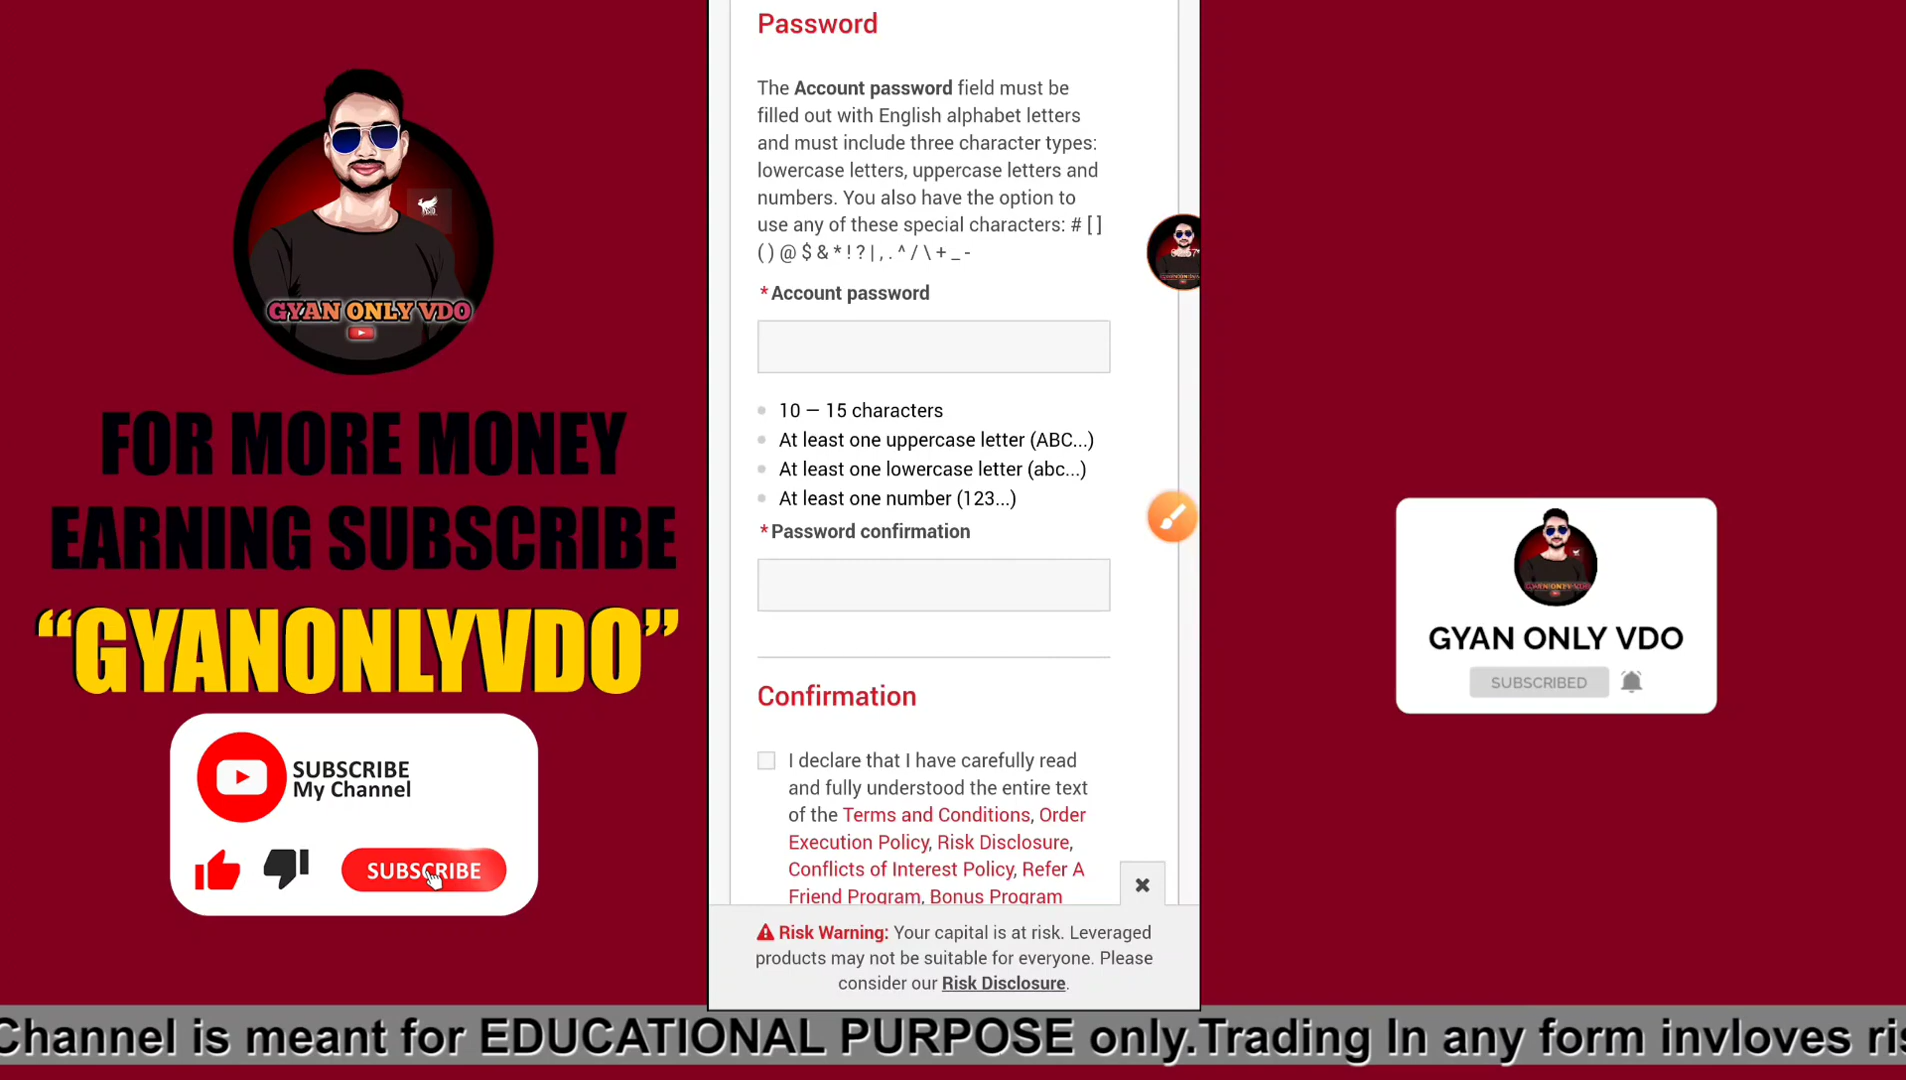 GYAN ONLY VDO
FOR MORE MONEY
EARNING SUBSCRIBE
“GYANONLYVDO”
SUBSCRIBE
My Channel
SUBSCRIBE
Password
The Account password field must be
filled out with English alphabet letters
and must include three character types:
lowercase letters, uppercase letters and
numbers. You also have the option to
use any of these special characters: # [ ]
( ) @ $ & * ! ? | , . ^ / \ + _ -
* Account password
10 — 15 characters
At least one uppercase letter (ABC...)
At least one lowercase letter (abc...)
At least one number (123...)
* Password confirmation
Confirmation
I declare that I have carefully read
and fully understood the entire text
of the Terms and Conditions, Order
Execution Policy, Risk Disclosure,
Conflicts of Interest Policy, Refer A
Friend Program, Bonus Program
Risk Warning: Your capital is at risk. Leveraged
products may not be suitable for everyone. Please
consider our Risk Disclosure.
GYAN ONLY VDO
SUBSCRIBED
Channel is meant for EDUCATIONAL PURPOSE only.Trading In any form invloves ris